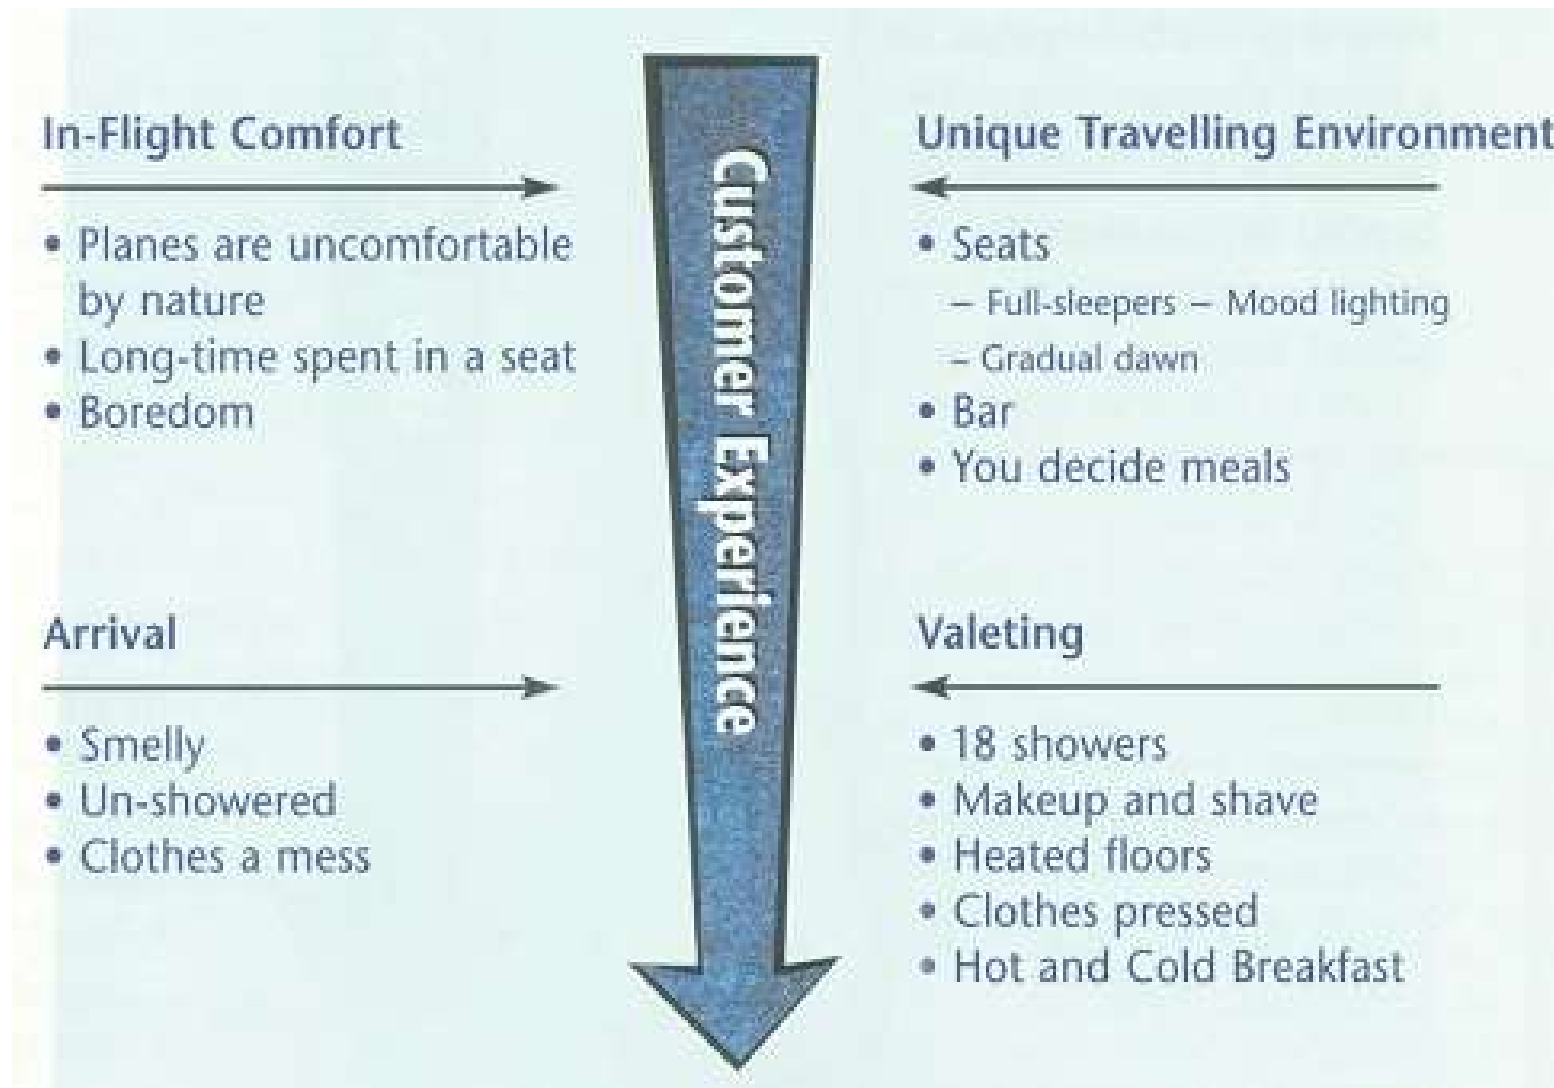 In-Flight Comfort
• Planes are uncomfortable
by nature
• Long-time spent in a seat
• Boredom
Arrival
• Smelly
• Un-showered
• Clothes a mess
Customer Experience
Unique Travelling Environment
• Seats
– Full-sleepers – Mood lighting
– Gradual dawn
• Bar
• You decide meals
Valeting
• 18 showers
• Makeup and shave
• Heated floors
• Clothes pressed
• Hot and Cold Breakfast